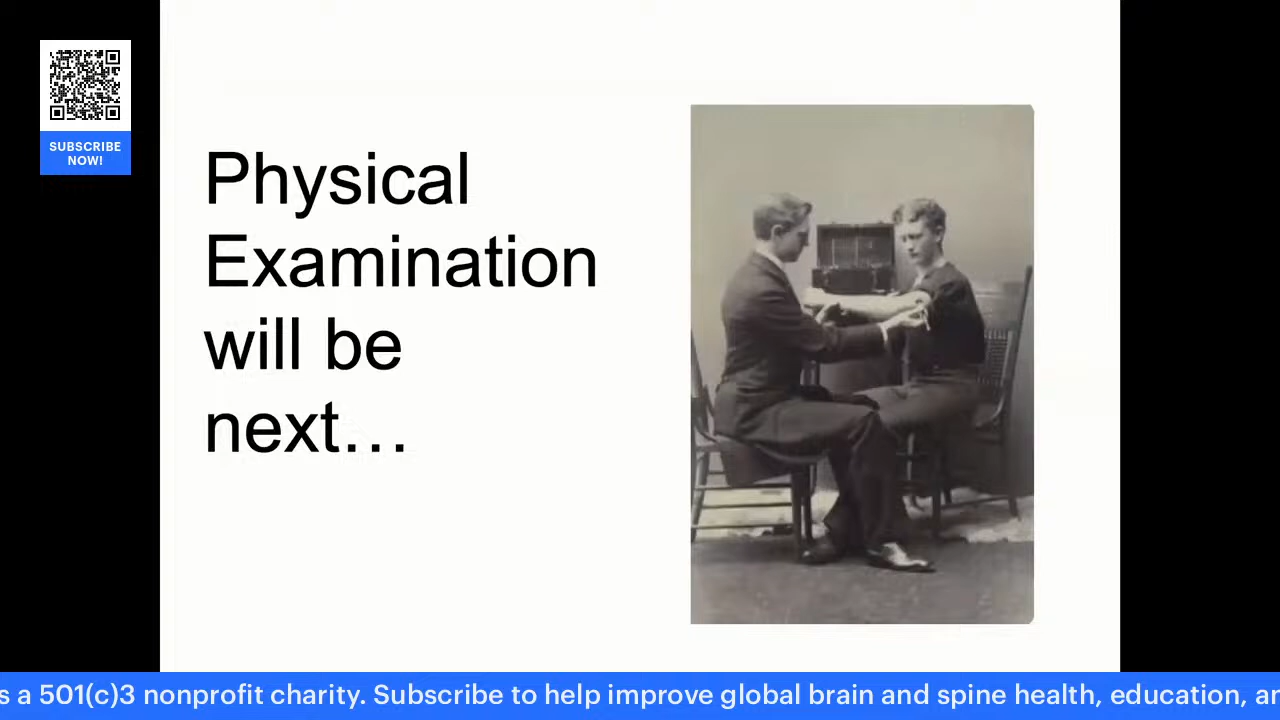 SUBSCRIBE
NOW!
Physical
Examination
will be
next…
s a 501(c)3 nonprofit charity. Subscribe to help improve global brain and spine health, education, ar